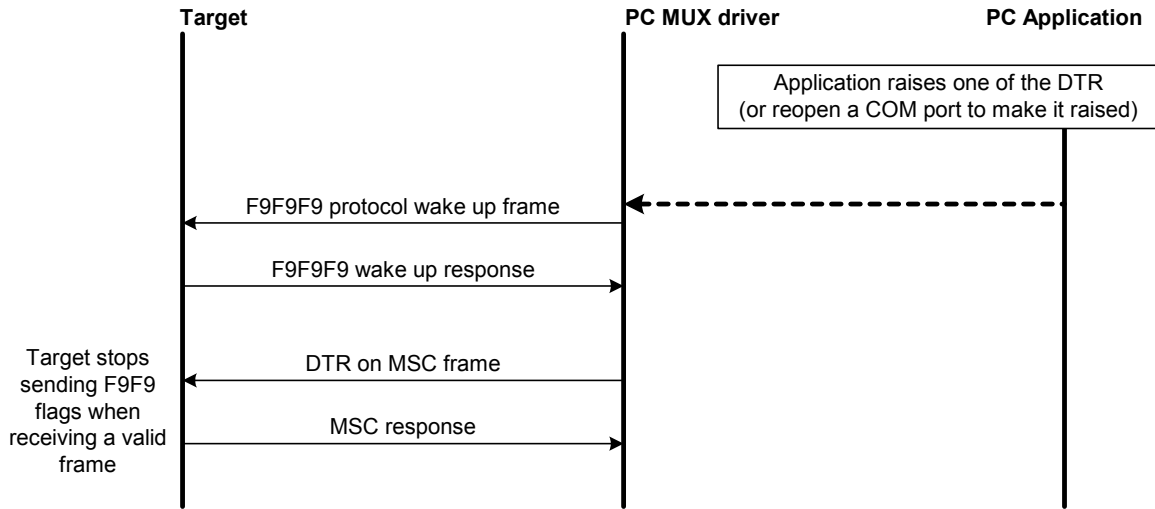 Target
PC MUX driver
PC Application
Application raises one of the DTR
(or reopen a COM port to make it raised)
F9F9F9 protocol wake up frame
F9F9F9 wake up response
Target stops
sending F9F9
flags when
receiving a valid
frame
DTR on MSC frame
MSC response